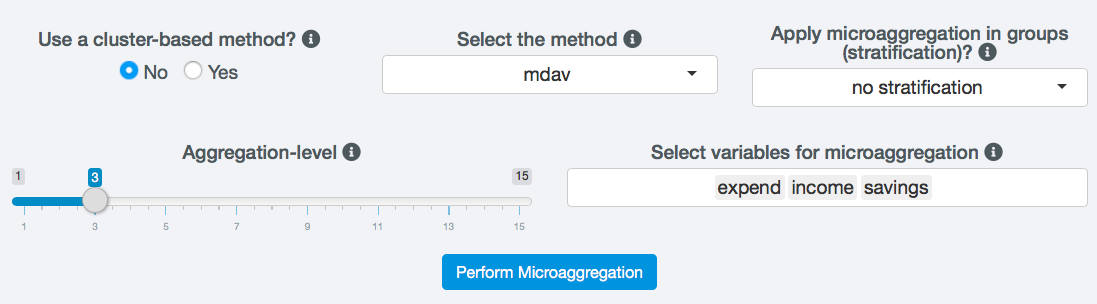 Use a cluster-based method?
No Yes
Select the method
mdav
Apply microaggregation in groups
(stratification)?
no stratification
Aggregation-level
1 3 15
1 3 5 7 9 11 13 15
Select variables for microaggregation
expend income savings
Perform Microaggregation